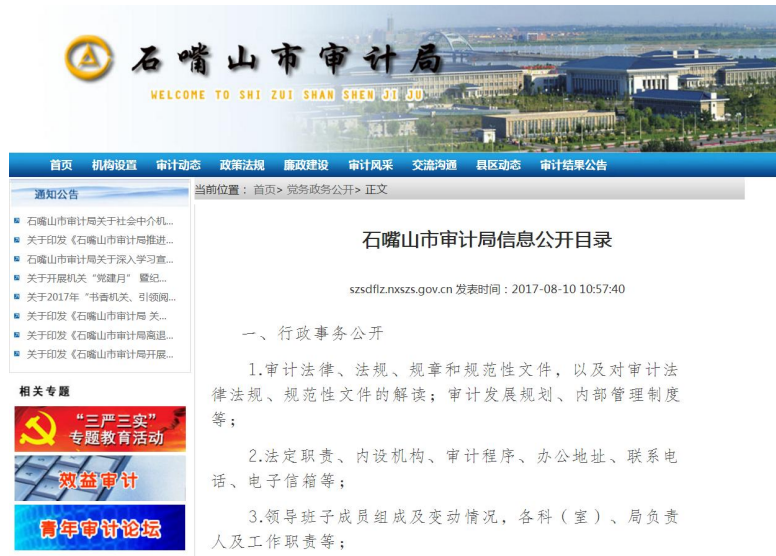 石嘴山市审计局
WELCOME TO SHI ZUI SHAN SHEN JI JU
首页 机构设置 审计动态 政策法规 廉政建设 审计风采 交流沟通 县区动态 审计结果公告
通知公告
石嘴山市审计局关于社会中介机...
关于印发《石嘴山市审计局推进...
石嘴山市审计局关于深入学习宣...
关于开展机关“党建月” 暨纪...
关于2017年“书香机关、引领阅...
关于印发《石嘴山市审计局 关...
关于印发《石嘴山市审计局离退...
关于印发《石嘴山市审计局开展...
相关专题
“三严三实”
专题教育活动
效益审计
青年审计论坛
当前位置： 首页> 党务政务公开> 正文
石嘴山市审计局信息公开目录
szsdflz.nxszs.gov.cn 发表时间：2017-08-10 10:57:40
一、行政事务公开
1.审计法律、法规、规章和规范性文件，以及对审计法
律法规、规范性文件的解读；审计发展规划、内部管理制度
等；
2.法定职责、内设机构、审计程序、办公地址、联系电
话、电子信箱等；
3.领导班子成员组成及变动情况，各科（室）、局负责
人及工作职责等；